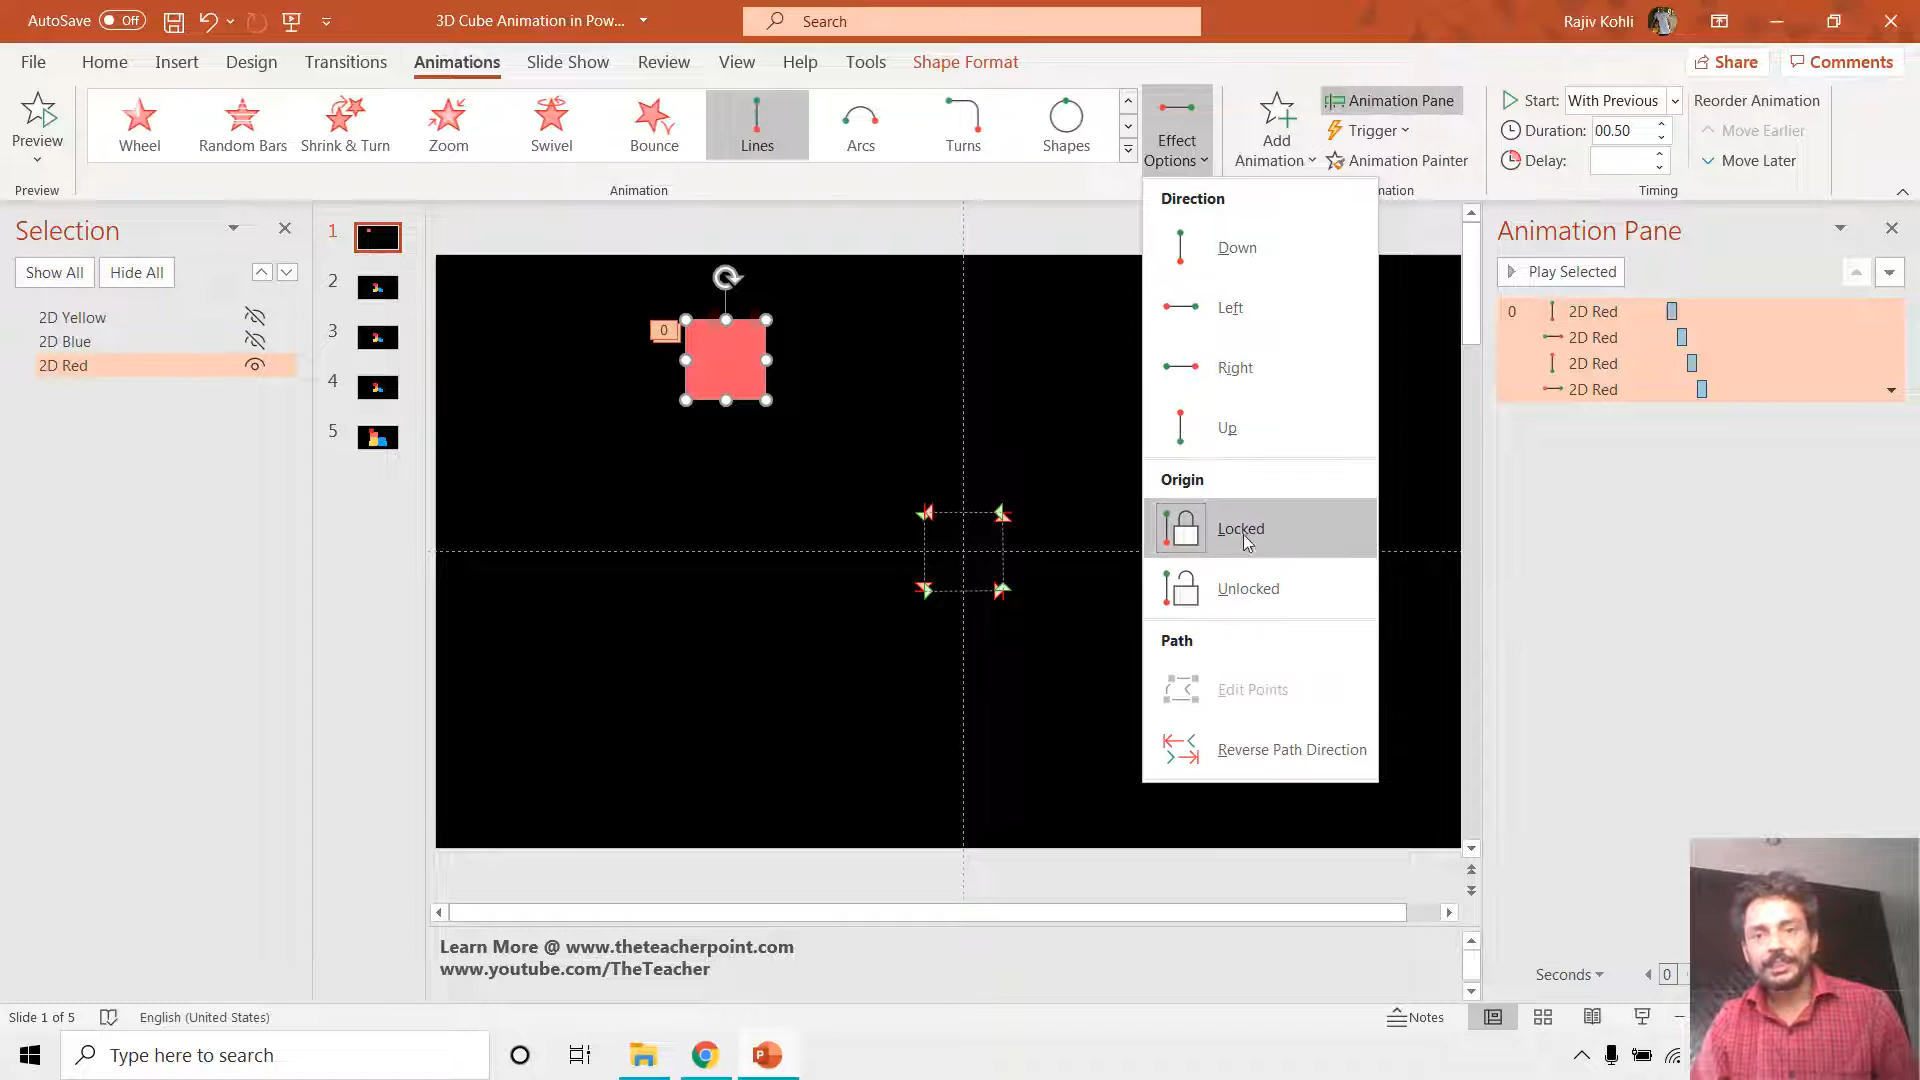 AutoSave Off
3D Cube Animation in Pow...
Search
Rajiv Kohli
File Home Insert Design Transitions Animations Slide Show Review View Help Tools Shape Format
Share Comments
Preview
Wheel Random Bars Shrink & Turn Zoom Swivel Bounce Lines Arcs Turns Shapes
Effect Options
Add Animation
Animation Pane
Trigger
Animation Painter
Start: With Previous
Duration: 00.50
Delay:
Reorder Animation
Move Earlier
Move Later
Preview
Animation
mation
Timing
Selection
Show All Hide All
2D Yellow
2D Blue
2D Red
1
2
3
4
5
0
Direction
Down
Left
Right
Up
Origin
Locked
Unlocked
Path
Edit Points
Reverse Path Direction
Animation Pane
Play Selected
0 2D Red
2D Red
2D Red
2D Red
Seconds 0
Learn More @ www.theteacherpoint.com
www.youtube.com/TheTeacher
Slide 1 of 5
English (United States)
Notes
Type here to search